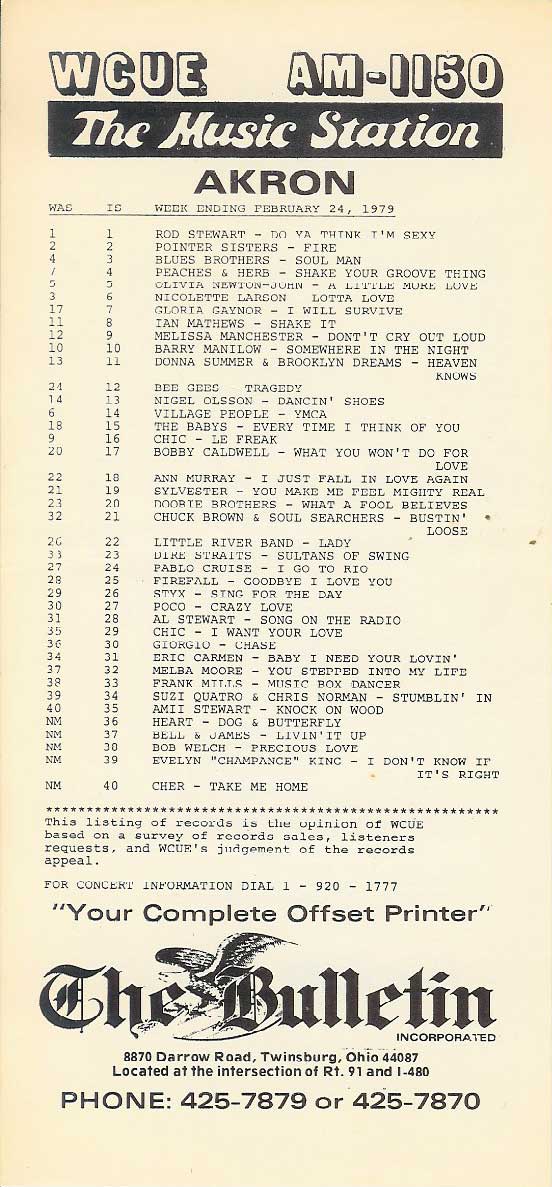 WCUE AM-1150
The Music Station
AKRON
WAS IS WEEK ENDING FEBRUARY 24, 1979
1 1 ROD STEWART - DO YA THINK I'M SEXY
2 2 POINTER SISTERS - FIRE
4 3 BLUES BROTHERS - SOUL MAN
7 4 PEACHES & HERB - SHAKE YOUR GROOVE THING
5 5 OLIVIA NEWTON-JOHN - A LITTLE MORE LOVE
3 6 NICOLETTE LARSON LOTTA LOVE
17 7 GLORIA GAYNOR - I WILL SURVIVE
11 8 IAN MATHEWS - SHAKE IT
12 9 MELISSA MANCHESTER - DONT'T CRY OUT LOUD
10 10 BARRY MANILOW - SOMEWHERE IN THE NIGHT
13 11 DONNA SUMMER & BROOKLYN DREAMS - HEAVEN
KNOWS
24 12 BEE GEES TRAGEDY
14 13 NIGEL OLSSON - DANCIN' SHOES
6 14 VILLAGE PEOPLE - YMCA
18 15 THE BABYS - EVERY TIME I THINK OF YOU
9 16 CHIC - LE FREAK
20 17 BOBBY CALDWELL - WHAT YOU WON'T DO FOR
LOVE
22 18 ANN MURRAY - I JUST FALL IN LOVE AGAIN
21 19 SYLVESTER - YOU MAKE ME FEEL MIGHTY REAL
23 20 DOOBIE BROTHERS - WHAT A FOOL BELIEVES
32 21 CHUCK BROWN & SOUL SEARCHERS - BUSTIN'
LOOSE
26 22 LITTLE RIVER BAND - LADY
33 23 DIRE STRAITS - SULTANS OF SWING
27 24 PABLO CRUISE - I GO TO RIO
28 25 FIREFALL - GOODBYE I LOVE YOU
29 26 STYX - SING FOR THE DAY
30 27 POCO - CRAZY LOVE
31 28 AL STEWART - SONG ON THE RADIO
35 29 CHIC - I WANT YOUR LOVE
36 30 GIORGIO - CHASE
34 31 ERIC CARMEN - BABY I NEED YOUR LOVIN'
37 32 MELBA MOORE - YOU STEPPED INTO MY LIFE
38 33 FRANK MILLS - MUSIC BOX DANCER
39 34 SUZI QUATRO & CHRIS NORMAN - STUMBLIN' IN
40 35 AMII STEWART - KNOCK ON WOOD
NM 36 HEART - DOG & BUTTERFLY
NM 37 BELL & JAMES - LIVIN'IT UP
NM 38 BOB WELCH - PRECIOUS LOVE
NM 39 EVELYN "CHAMPANGE" KING - I DON'T KNOW IF
IT'S RIGHT
NM 40 CHER - TAKE ME HOME
*******************************************************
This listing of records is the opinion of WCUE
based on a survey of records sales, listeners
requests, and WCUE's judgement of the records
appeal.
FOR CONCERT INFORMATION DIAL 1 - 920 - 1777
"Your Complete Offset Printer"
The Bulletin
INCORPORATED
8870 Darrow Road, Twinsburg, Ohio 44087
Located at the intersection of Rt. 91 and I-480
PHONE: 425-7879 or 425-7870